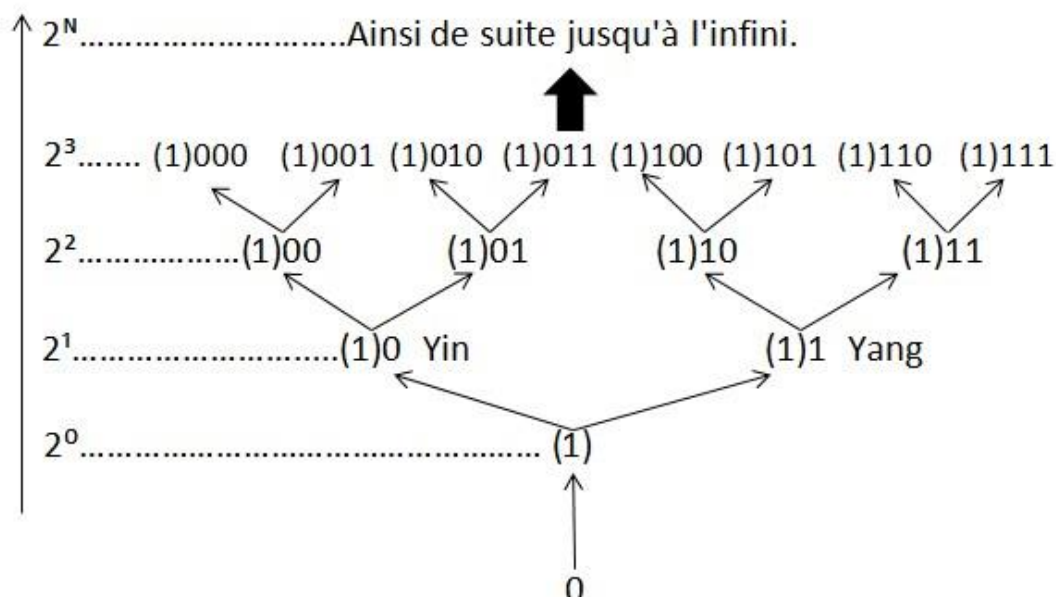 2ᴺ..............................Ainsi de suite jusqu'à l'infini.
2³....... (1)000 (1)001 (1)010 (1)011 (1)100 (1)101 (1)110 (1)111
2²..................(1)00 (1)01 (1)10 (1)11
2¹.............................(1)0 Yin (1)1 Yang
2⁰.................................................. (1)
0